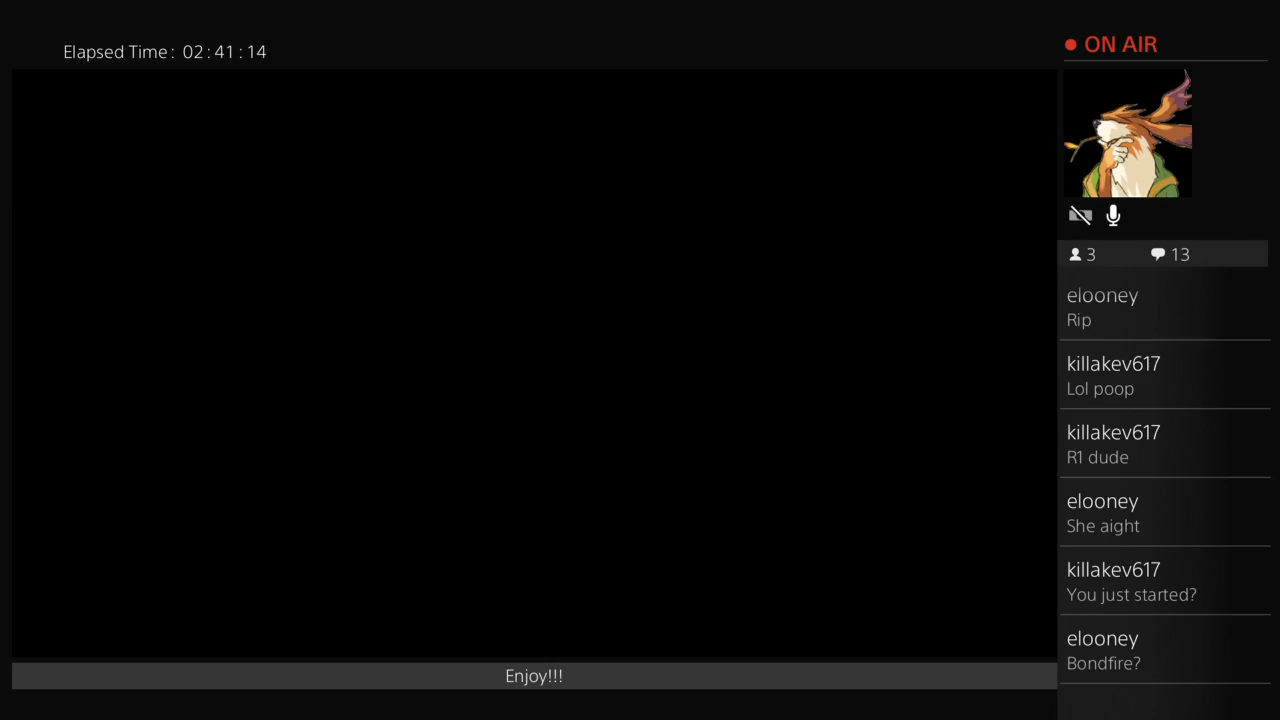 Elapsed Time: 02:41:14
ON AIR
3 13
elooney
Rip
killakev617
Lol poop
killakev617
R1 dude
elooney
She aight
killakev617
You just started?
elooney
Bondfire?
Enjoy!!!